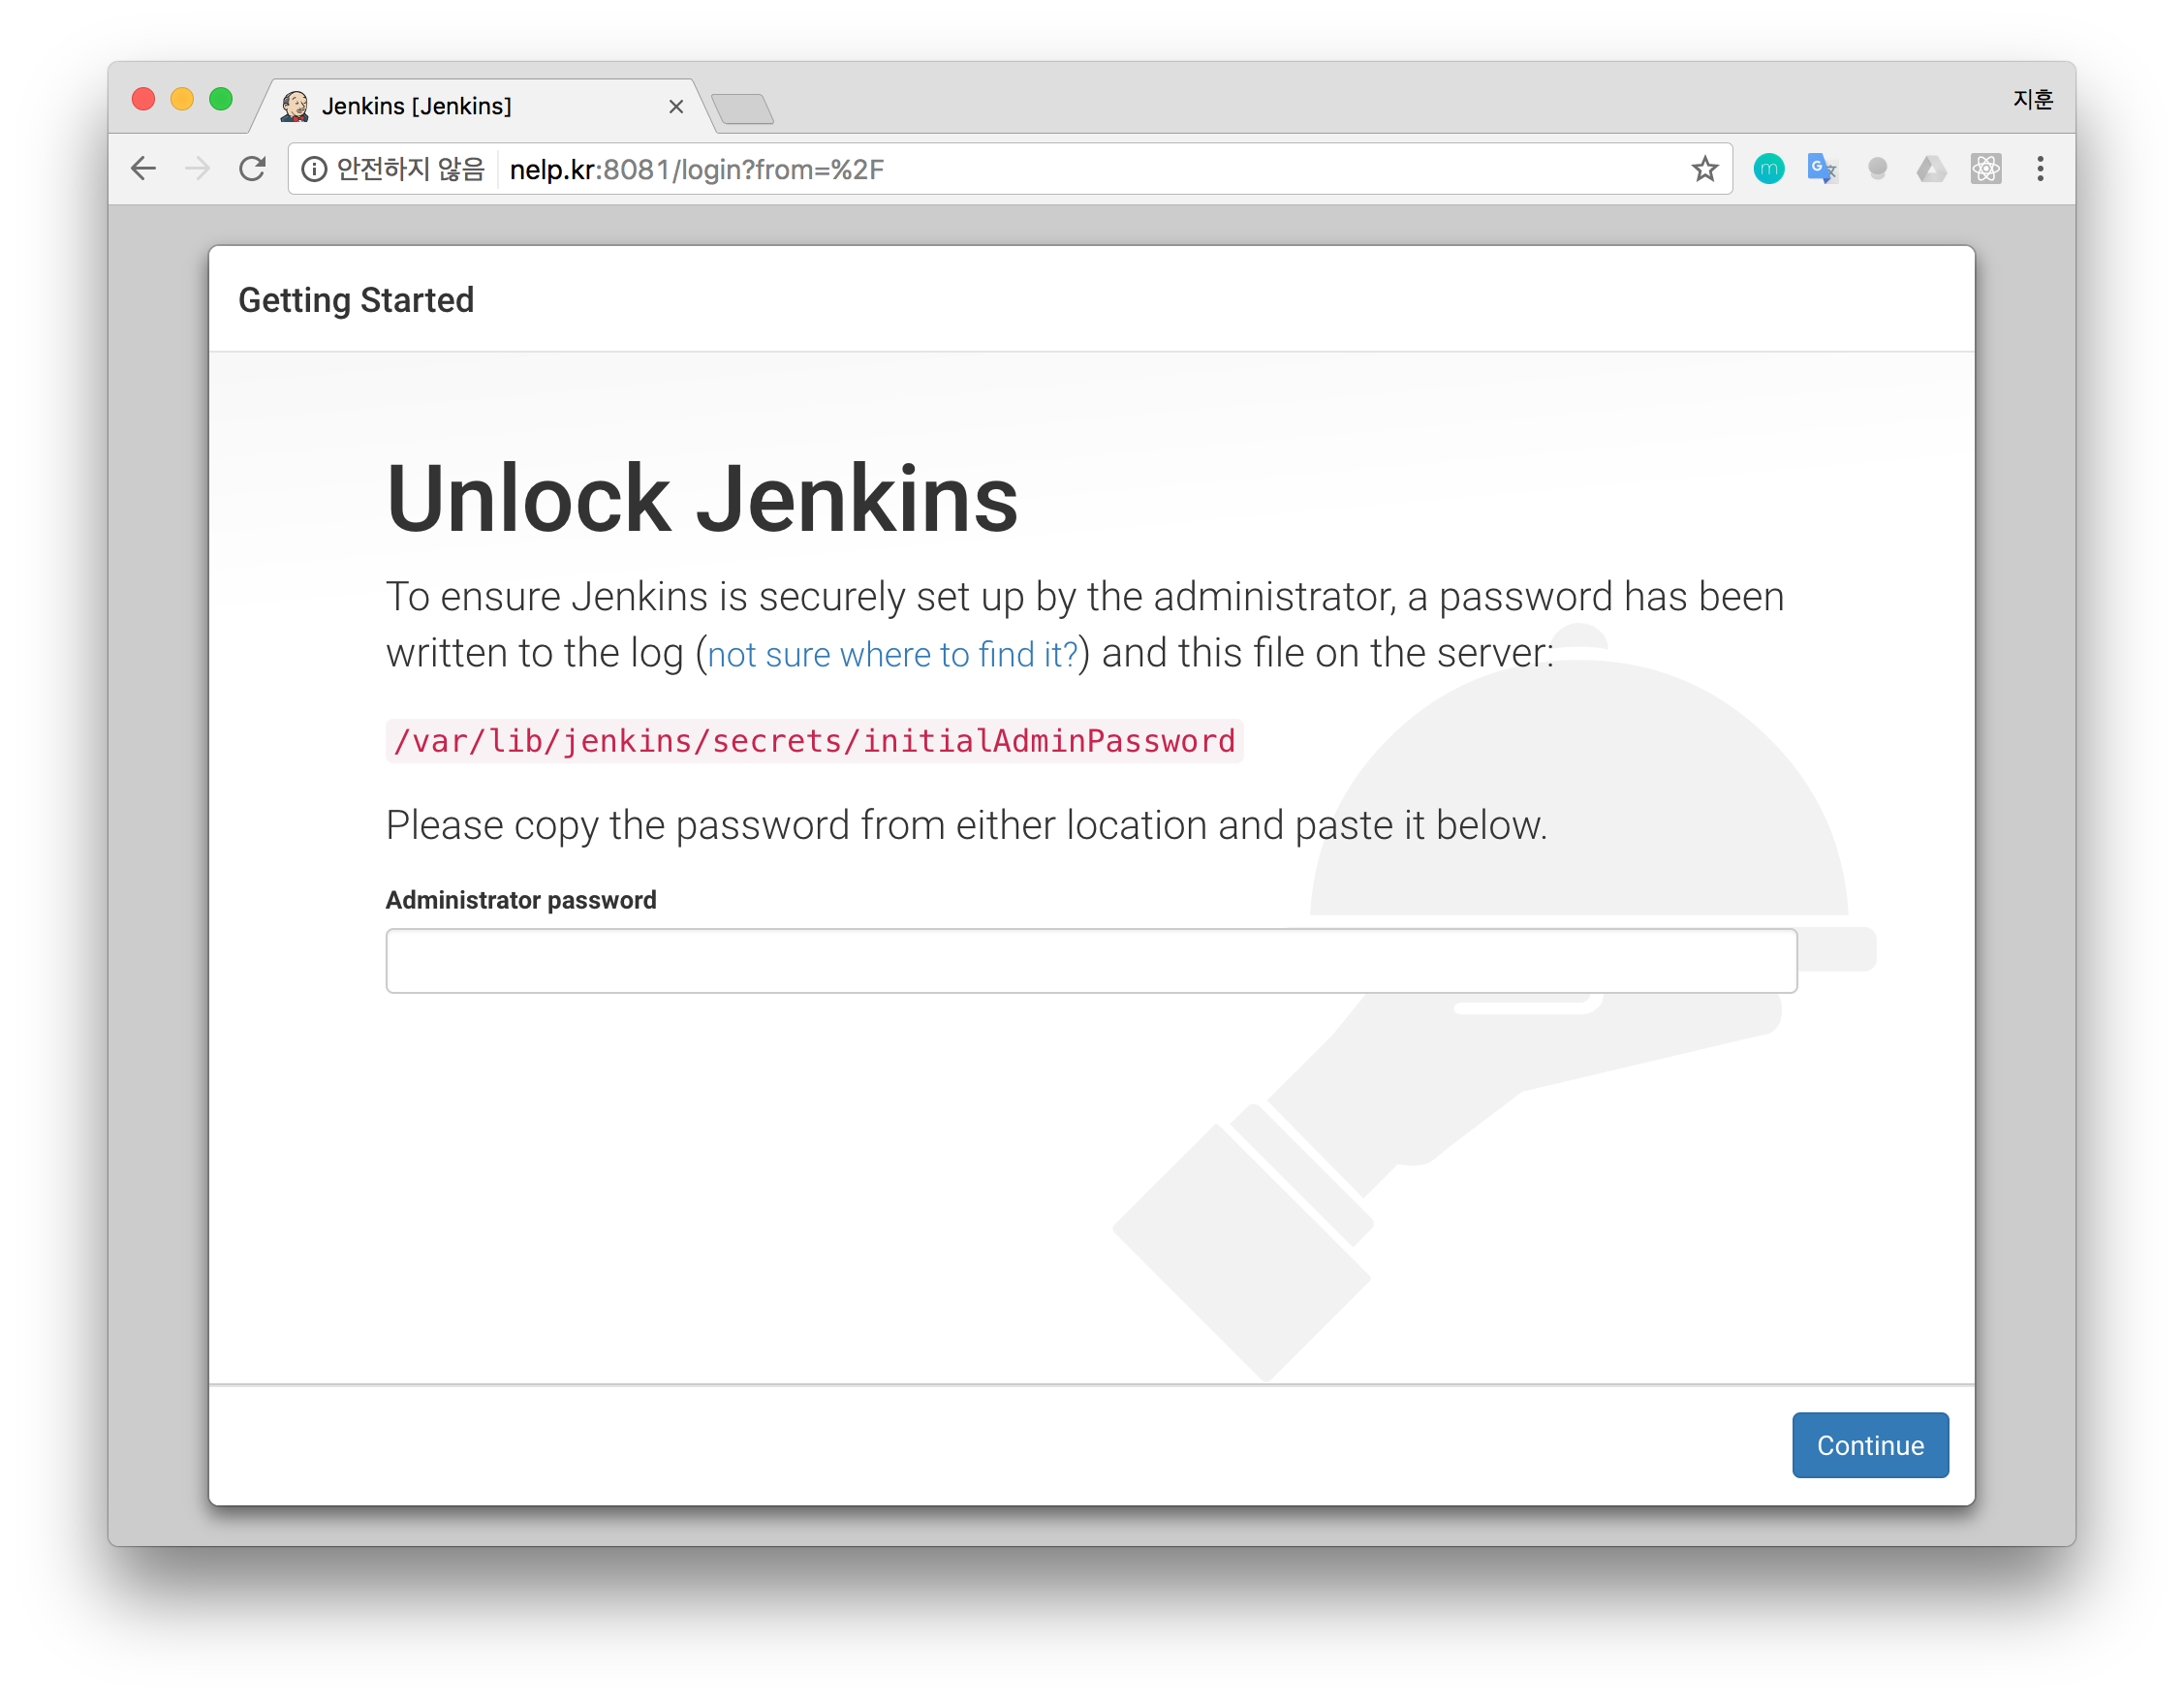 Jenkins [Jenkins]
지훈
안전하지 않음 nelp.kr:8081/login?from=%2F
Getting Started
Unlock Jenkins
To ensure Jenkins is securely set up by the administrator, a password has been
written to the log (not sure where to find it?) and this file on the server:
/var/lib/jenkins/secrets/initialAdminPassword
Please copy the password from either location and paste it below.
Administrator password
Continue